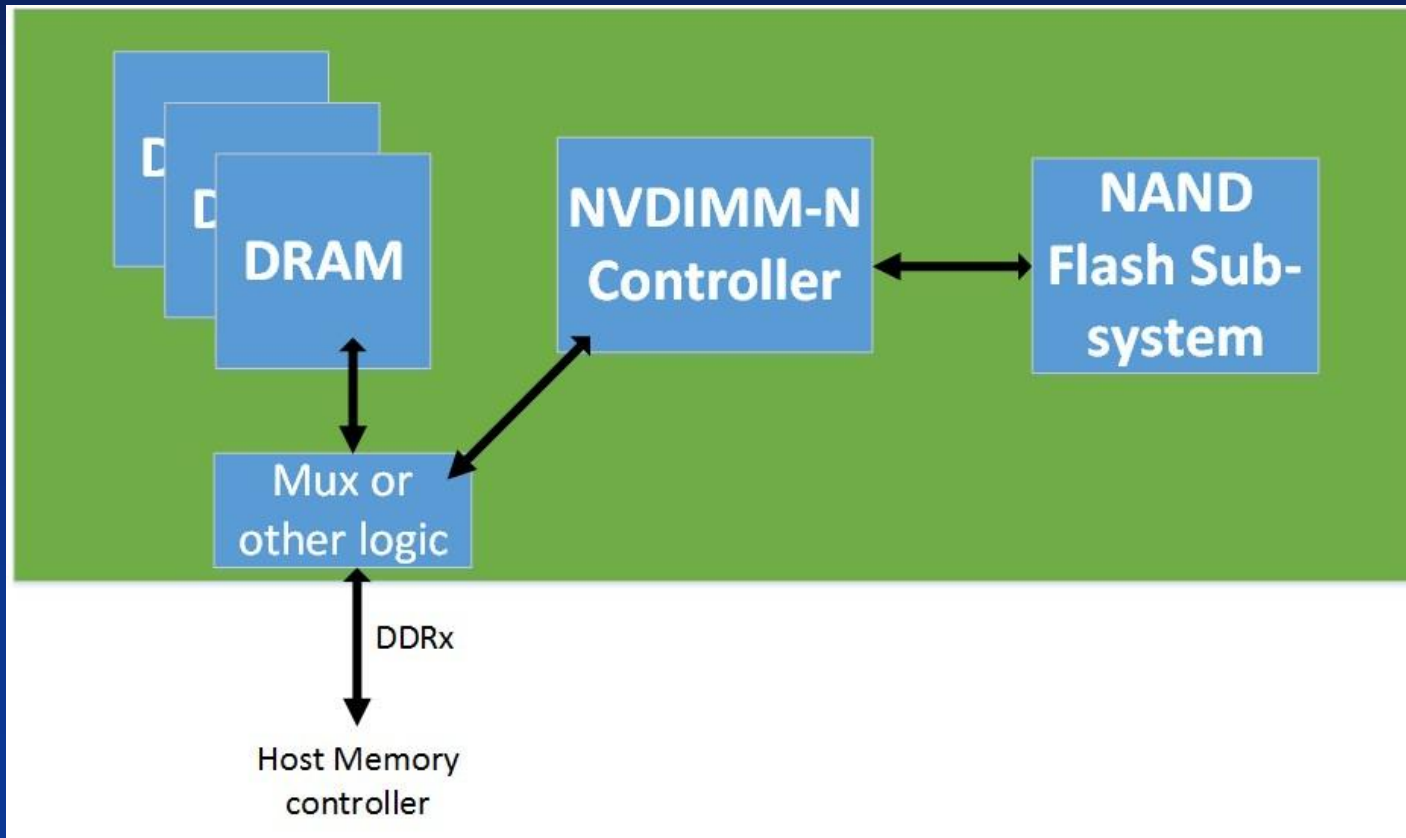 D
D
DRAM
NVDIMM-N
Controller
NAND
Flash Sub-
system
Mux or
other logic
DDRx
Host Memory
controller